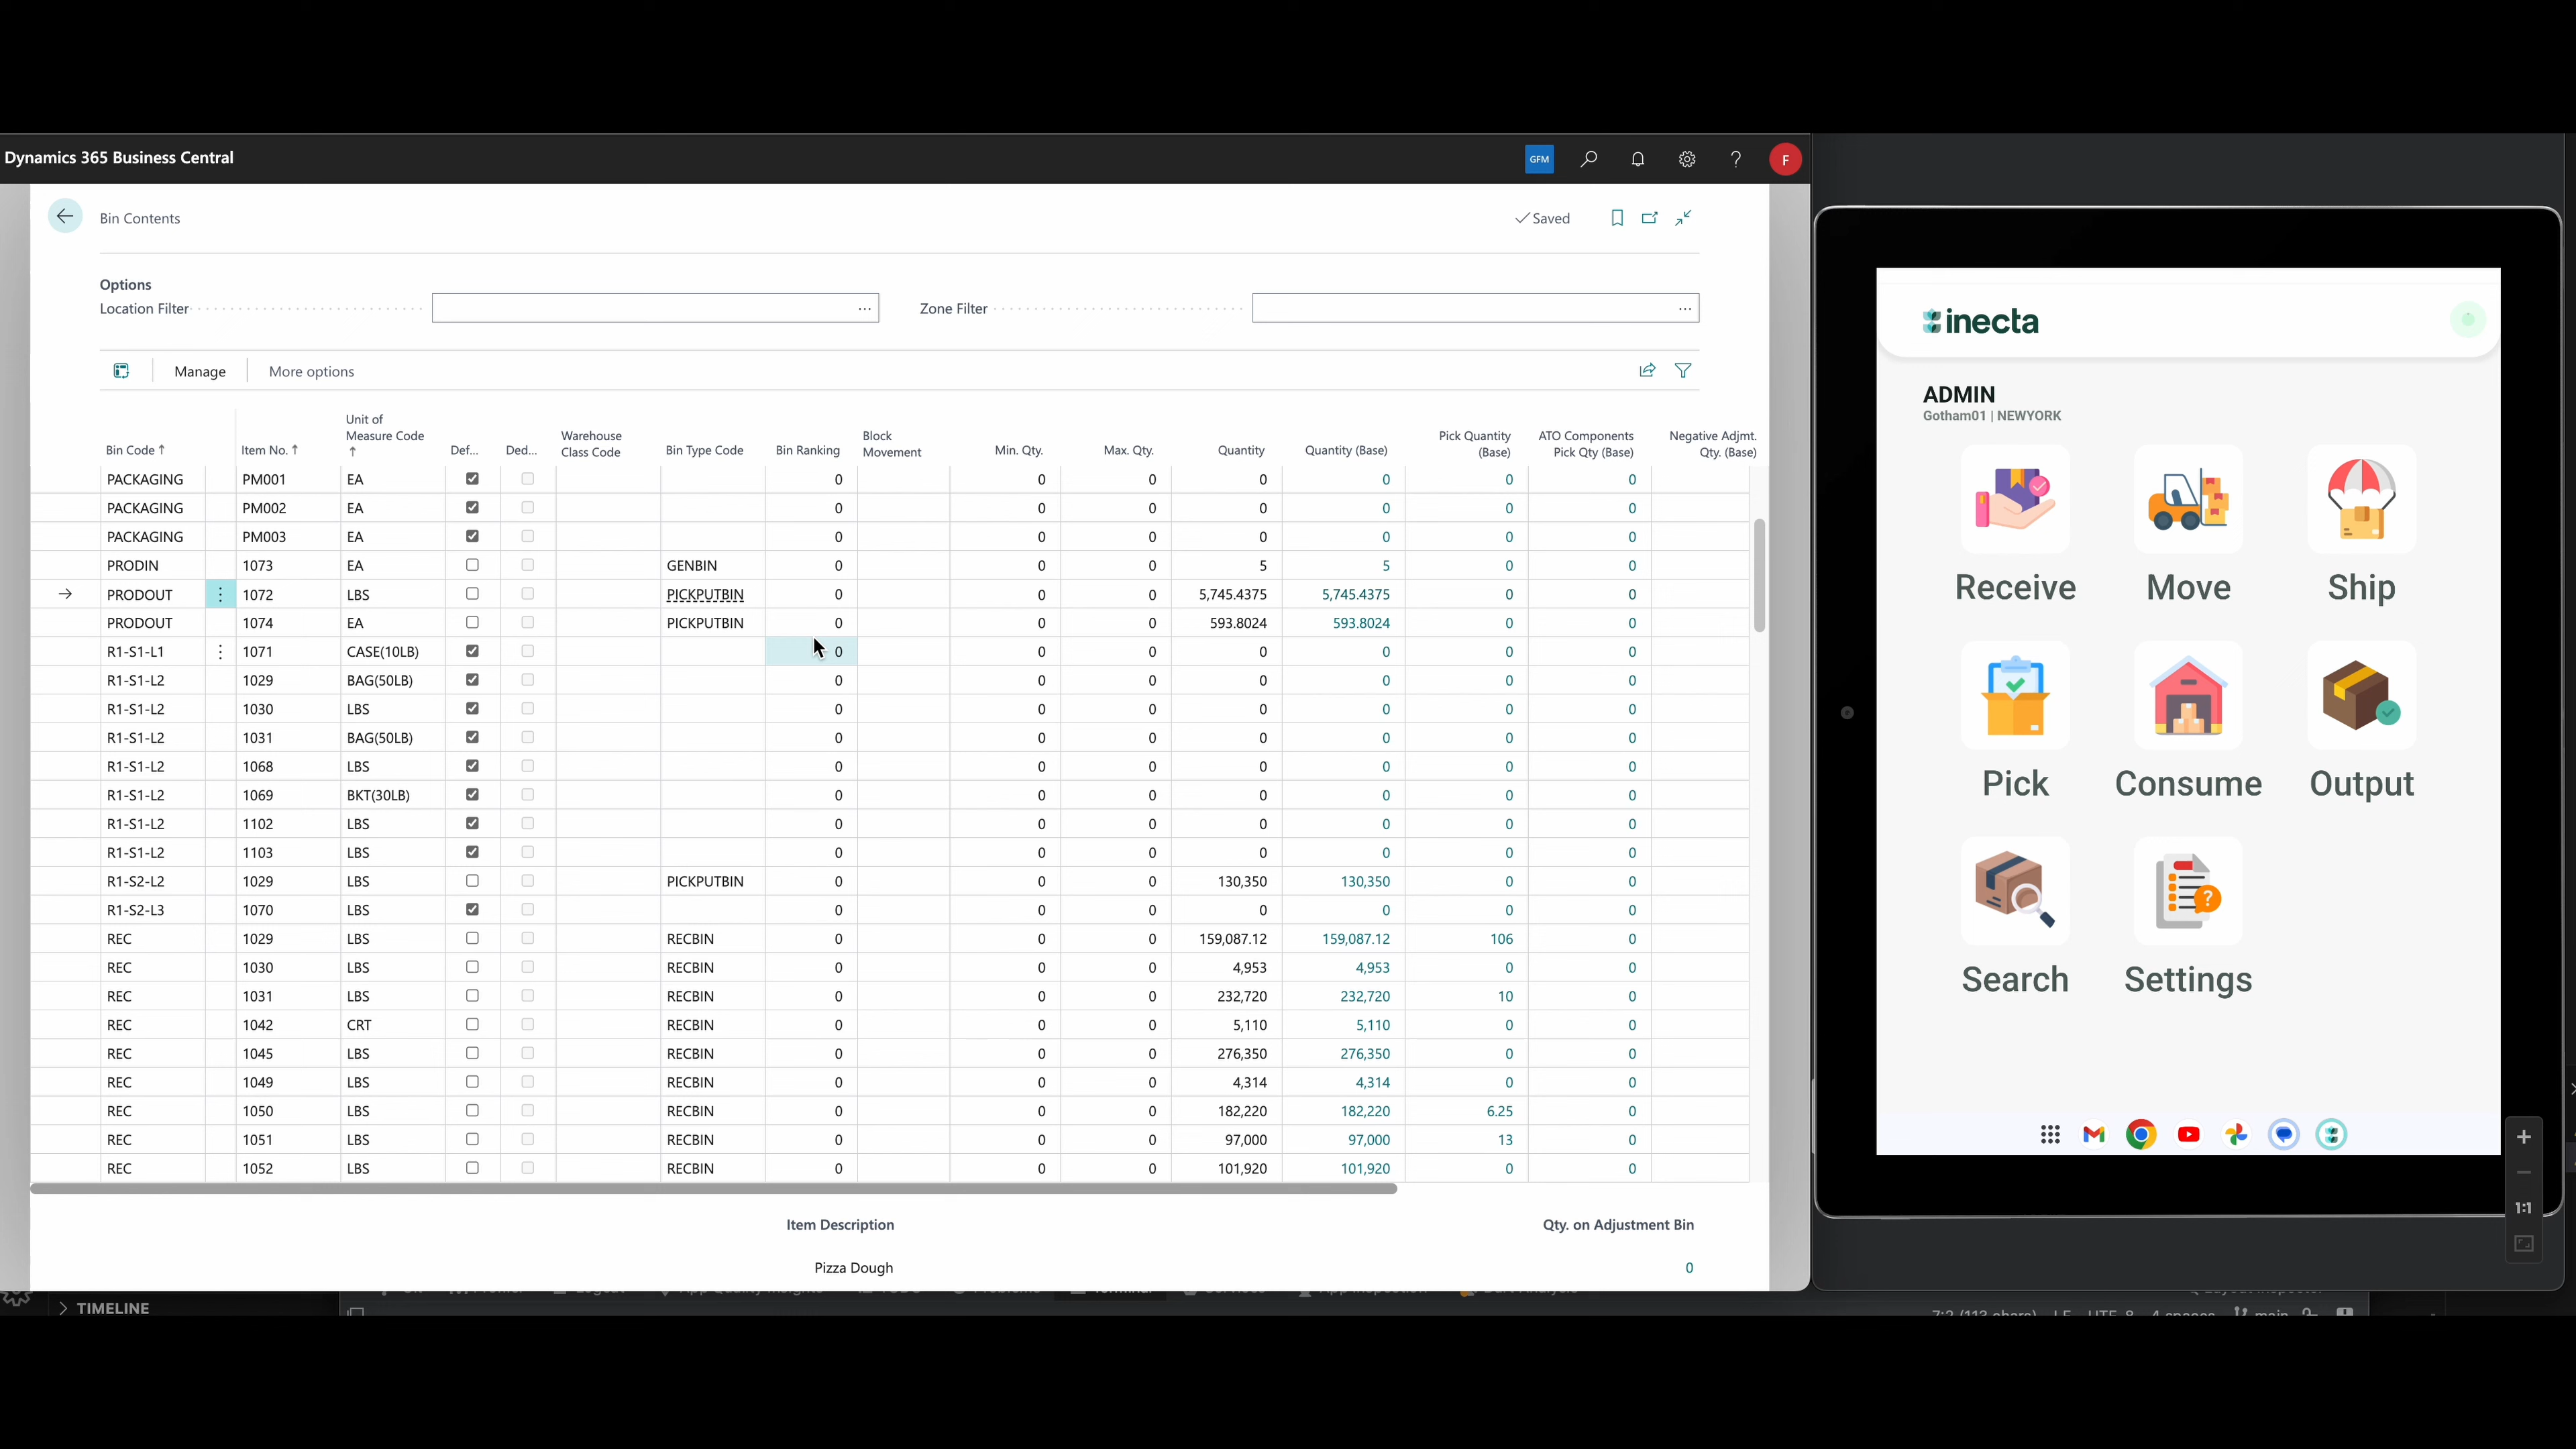 Dynamics 365 Business Central
GFM
?
F
Bin Contents
Saved
Options
Location Filter
...
Zone Filter
...
Manage
More options
Bin Code ↑
Item No. ↑
Unit of
Measure Code
↑
Def...
Ded...
Warehouse
Class Code
Bin Type Code
Bin Ranking
Block
Movement
Min. Qty.
Max. Qty.
Quantity
Quantity (Base)
Pick Quantity
(Base)
ATO Components
Pick Qty (Base)
Negative Adjmt.
Qty. (Base)
PACKAGING PM001 EA 0 0 0 0 0 0 0
PACKAGING PM002 EA 0 0 0 0 0 0 0
PACKAGING PM003 EA 0 0 0 0 0 0 0
PRODIN 1073 EA GENBIN 0 0 0 5 5 0 0
PRODOUT 1072 LBS PICKPUTBIN 0 0 0 5,745.4375 5,745.4375 0 0
PRODOUT 1074 EA PICKPUTBIN 0 0 0 593.8024 593.8024 0 0
R1-S1-L1 1071 CASE(10LB) 0 0 0 0 0 0 0
R1-S1-L2 1029 BAG(50LB) 0 0 0 0 0 0 0
R1-S1-L2 1030 LBS 0 0 0 0 0 0 0
R1-S1-L2 1031 BAG(50LB) 0 0 0 0 0 0 0
R1-S1-L2 1068 LBS 0 0 0 0 0 0 0
R1-S1-L2 1069 BKT(30LB) 0 0 0 0 0 0 0
R1-S1-L2 1102 LBS 0 0 0 0 0 0 0
R1-S1-L2 1103 LBS 0 0 0 0 0 0 0
R1-S2-L2 1029 LBS PICKPUTBIN 0 0 0 130,350 130,350 0 0
R1-S2-L3 1070 LBS 0 0 0 0 0 0 0
REC 1029 LBS RECBIN 0 0 0 159,087.12 159,087.12 106 0
REC 1030 LBS RECBIN 0 0 0 4,953 4,953 0 0
REC 1031 LBS RECBIN 0 0 0 232,720 232,720 10 0
REC 1042 CRT RECBIN 0 0 0 5,110 5,110 0 0
REC 1045 LBS RECBIN 0 0 0 276,350 276,350 0 0
REC 1049 LBS RECBIN 0 0 0 4,314 4,314 0 0
REC 1050 LBS RECBIN 0 0 0 182,220 182,220 6.25 0
REC 1051 LBS RECBIN 0 0 0 97,000 97,000 13 0
REC 1052 LBS RECBIN 0 0 0 101,920 101,920 0 0
Item Description
Qty. on Adjustment Bin
Pizza Dough
0
TIMELINE
inecta
ADMIN
Gotham01 | NEWYORK
Receive
Move
Ship
Pick
Consume
Output
Search
Settings
1:1